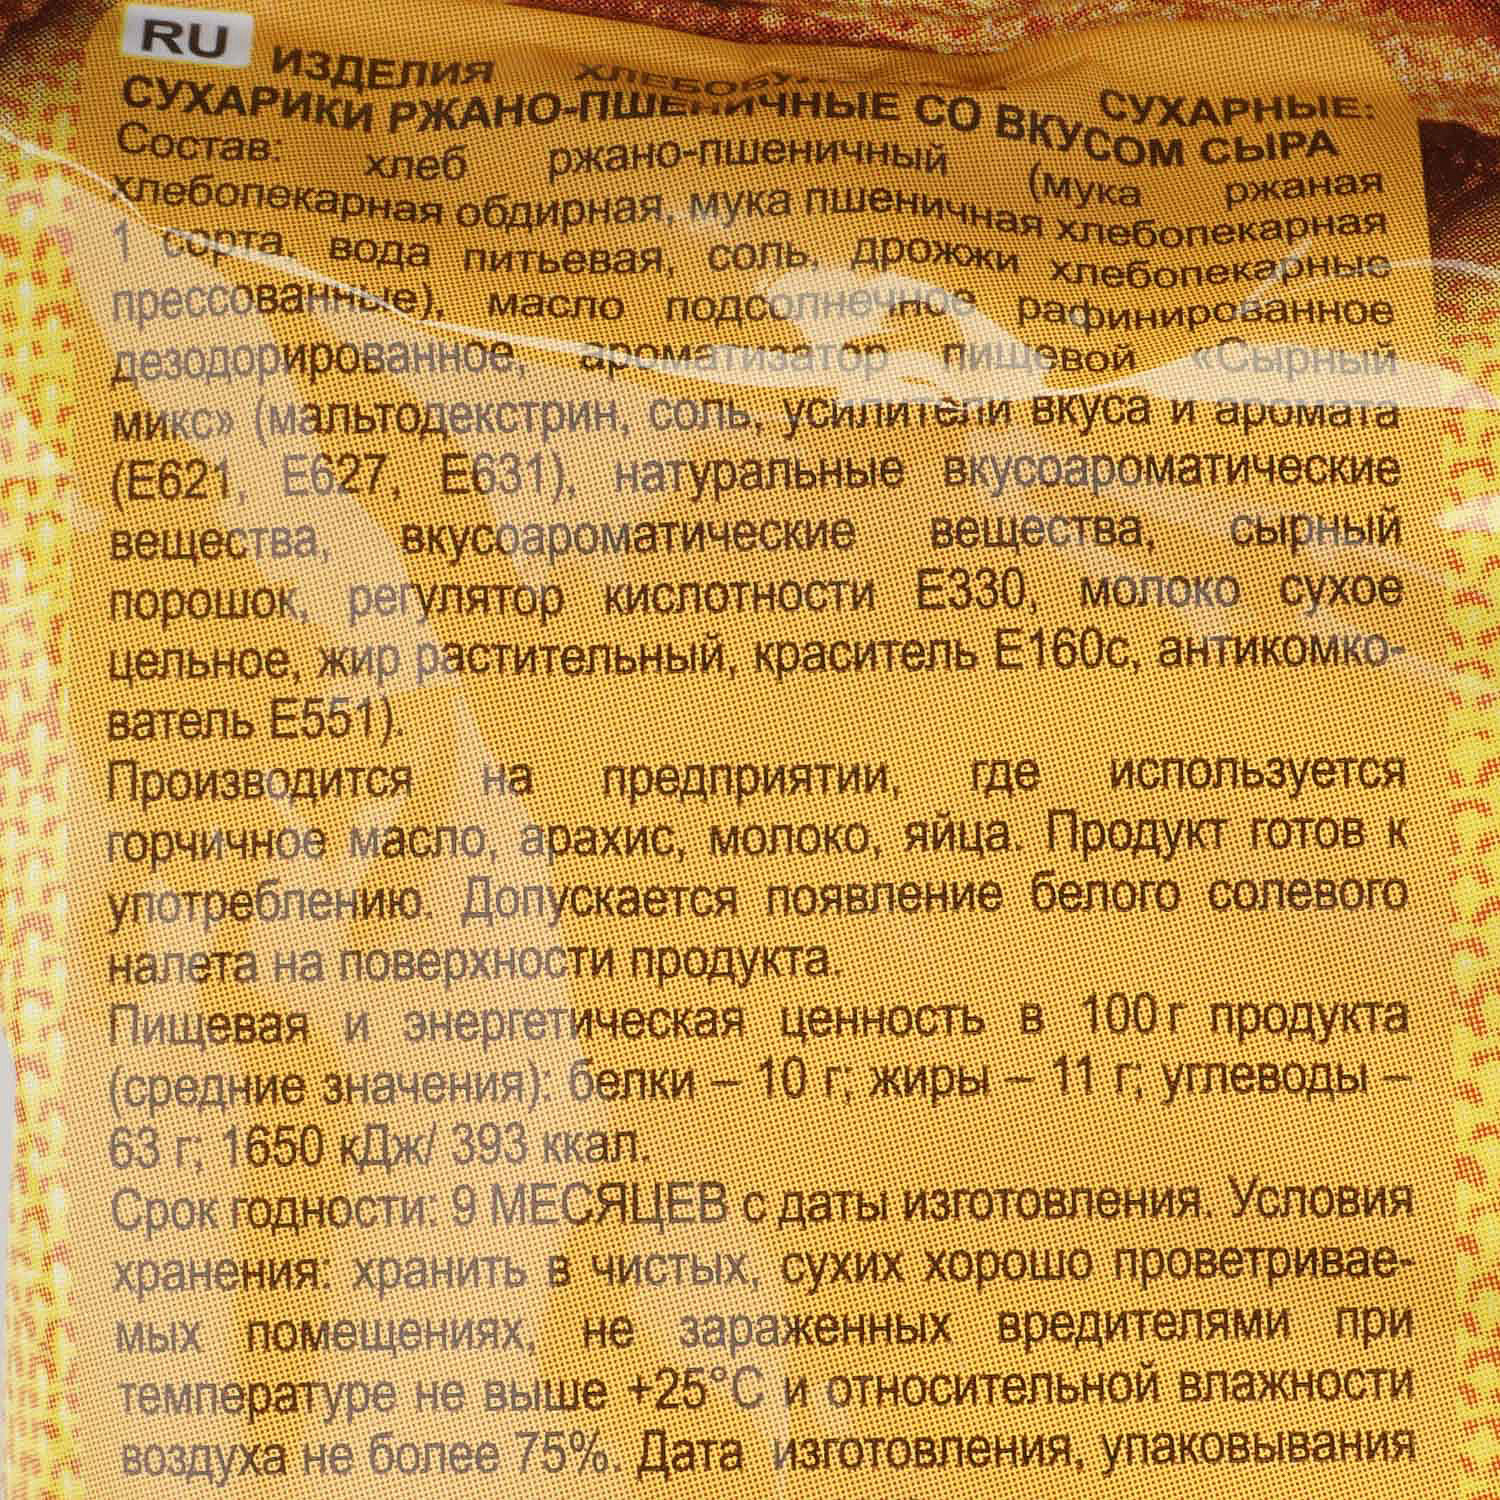 RU ИЗДЕЛИЯ ХЛЕБОБУЛОЧНЫЕ СУХАРНЫЕ:
СУХАРИКИ РЖАНО-ПШЕНИЧНЫЕ СО ВКУСОМ СЫРА
Состав: хлеб ржано-пшеничный (мука ржаная
хлебопекарная обдирная, мука пшеничная хлебопекарная
1 сорта, вода питьевая, соль, дрожжи хлебопекарные
прессованные), масло подсолнечное рафинированное
дезодорированное, ароматизатор пищевой «Сырный
микс» (мальтодекстрин, соль, усилители вкуса и аромата
(Е621, Е627, Е631), натуральные вкусоароматические
вещества, вкусоароматические вещества, сырный
порошок, регулятор кислотности Е330, молоко сухое
цельное, жир растительный, краситель Е160с, антикомко-
ватель Е551).
Производится на предприятии, где используется
горчичное масло, арахис, молоко, яйца. Продукт готов к
употреблению. Допускается появление белого солевого
налета на поверхности продукта.
Пищевая и энергетическая ценность в 100 г продукта
(средние значения): белки – 10 г; жиры – 11 г; углеводы –
63 г; 1650 кДж/ 393 ккал.
Срок годности: 9 МЕСЯЦЕВ с даты изготовления. Условия
хранения: хранить в чистых, сухих хорошо проветривае-
мых помещениях, не зараженных вредителями при
температуре не выше +25°С и относительной влажности
воздуха не более 75%. Дата изготовления, упаковывания